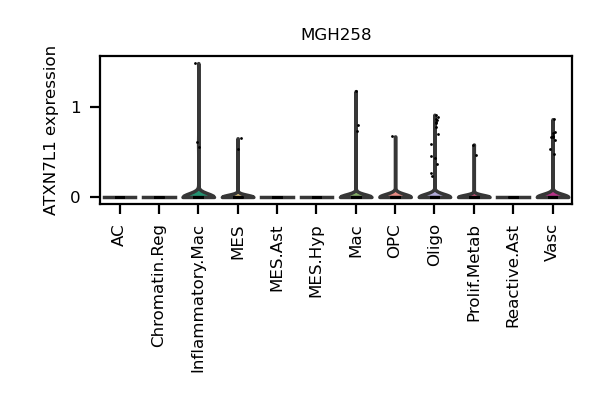 MGH258
ATXN7L1 expression
1
0
AC
Chromatin.Reg
Inflammatory.Mac
MES
MES.Ast
MES.Hyp
Mac
OPC
Oligo
Prolif.Metab
Reactive.Ast
Vasc